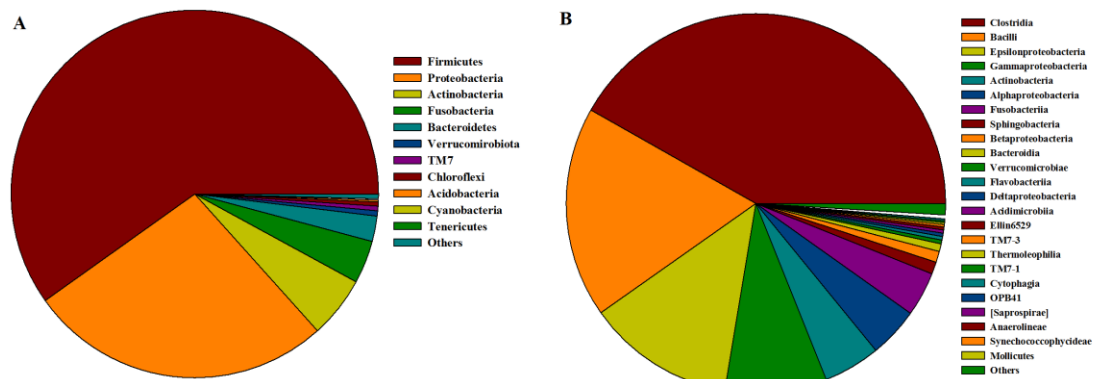 A
Firmicutes
Proteobacteria
Actinobacteria
Fusobacteria
Bacteroidetes
Verrucomirobiota
TM7
Chloroflexi
Acidobacteria
Cyanobacteria
Tenericutes
Others
B
Clostridia
Bacilli
Epsilonproteobacteria
Gammaproteobacteria
Actinobacteria
Alphaproteobacteria
Fusobacteriia
Sphingobacteria
Betaproteobacteria
Bacteroidia
Verrucomicrobiae
Flavobacteriia
Deltaproteobacteria
Acidimicrobiia
Ellin6529
TM7-3
Thermoleophilia
TM7-1
Cytophagia
OPB41
[Saprospirae]
Anaerolineae
Synechococcophycideae
Mollicutes
Others